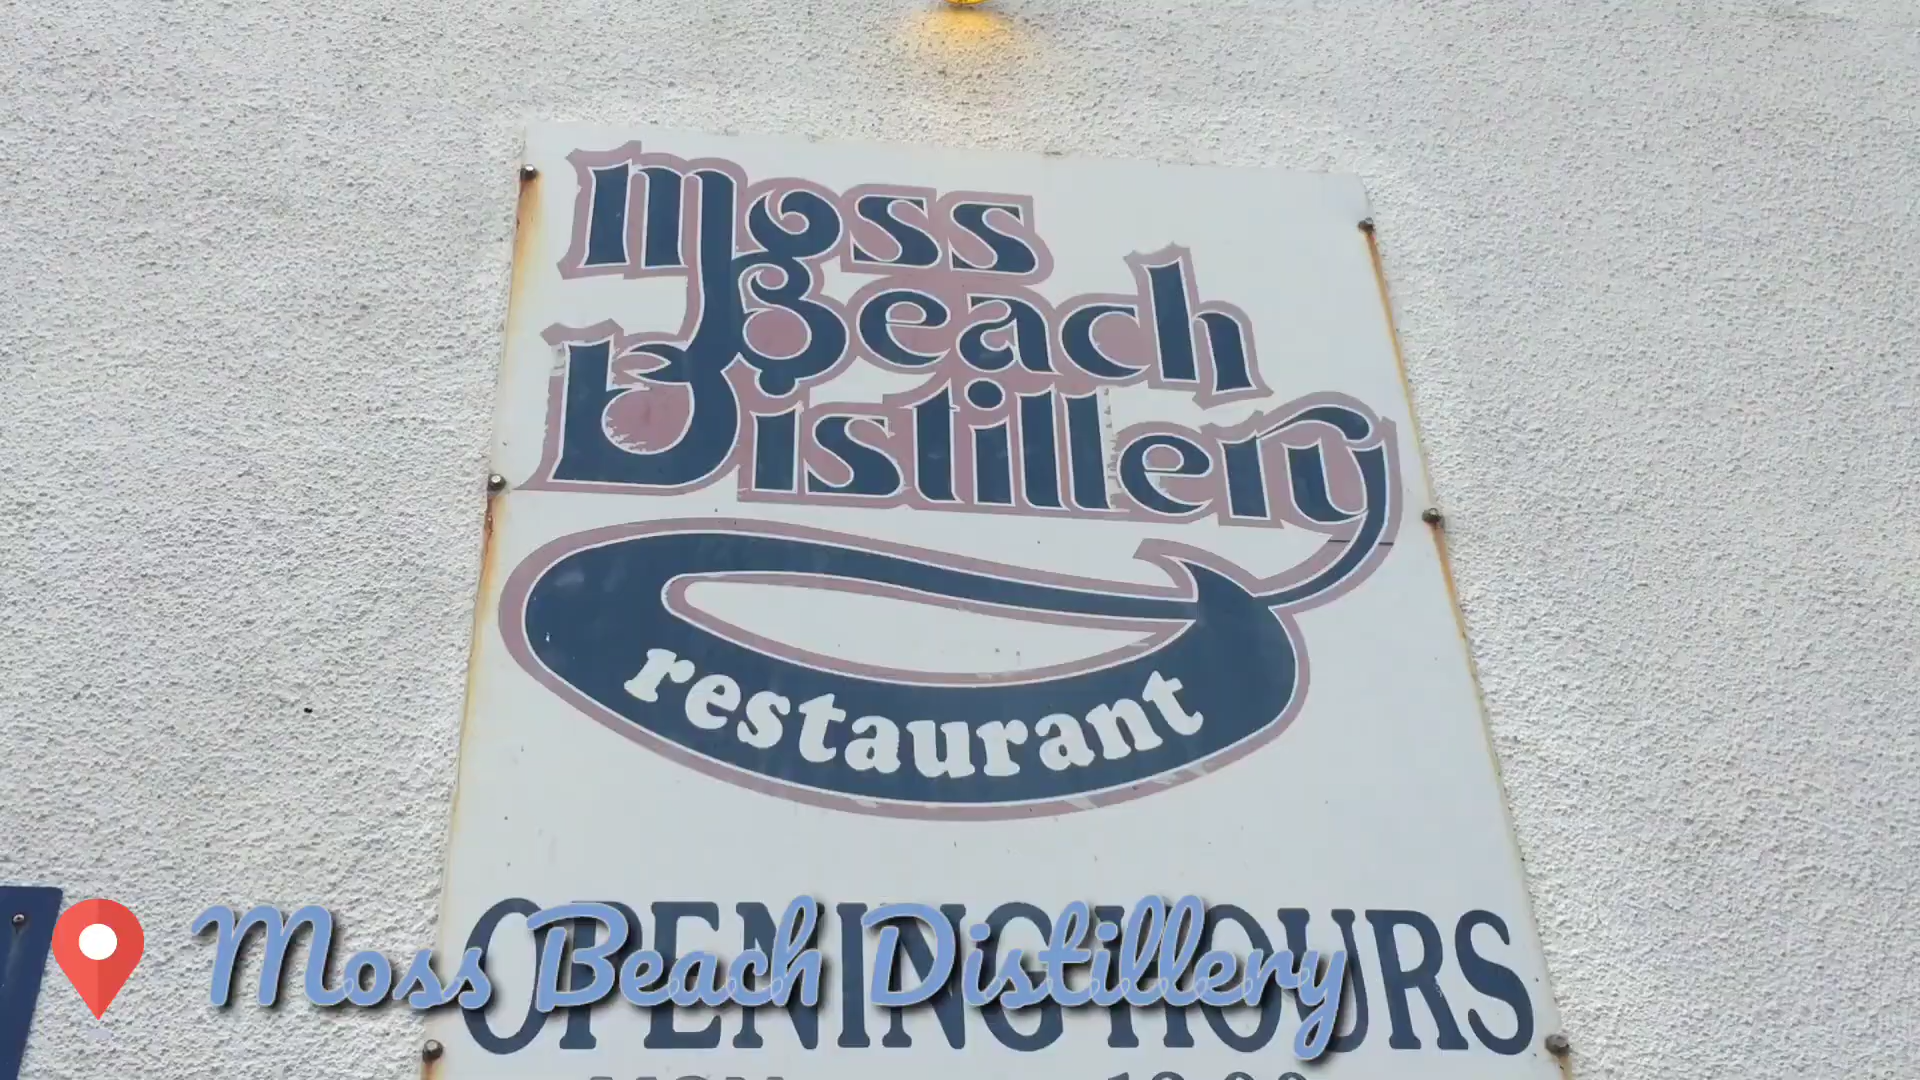 Moss
Beach
Distillery
restaurant
OPENING HOURS
Moss Beach Distillery